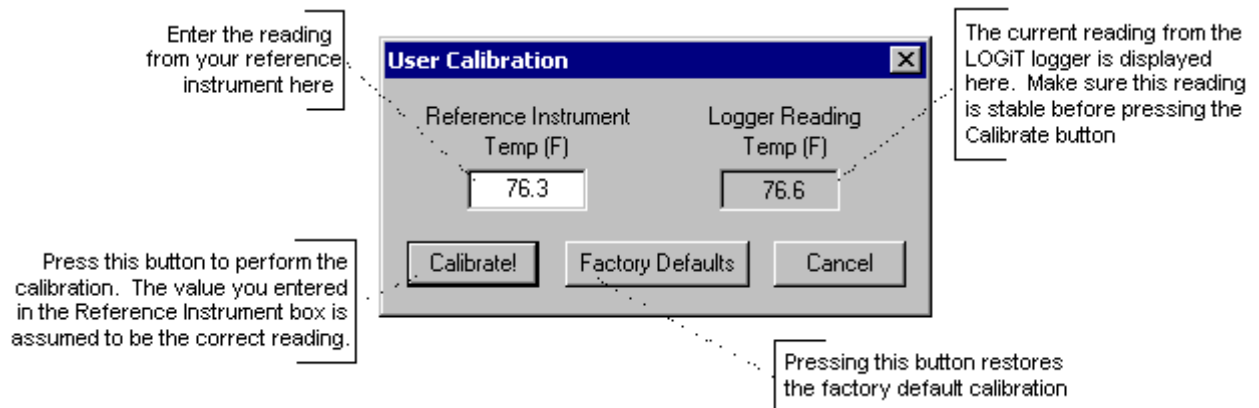 Enter the reading
from your reference
instrument here
The current reading from the
LOGiT logger is displayed
here. Make sure this reading
is stable before pressing the
Calibrate button
User Calibration
Reference Instrument
Temp (F)
76.3
Logger Reading
Temp (F)
76.6
Calibrate!
Factory Defaults
Cancel
Press this button to perform the
calibration. The value you entered
in the Reference Instrument box is
assumed to be the correct reading.
Pressing this button restores
the factory default calibration